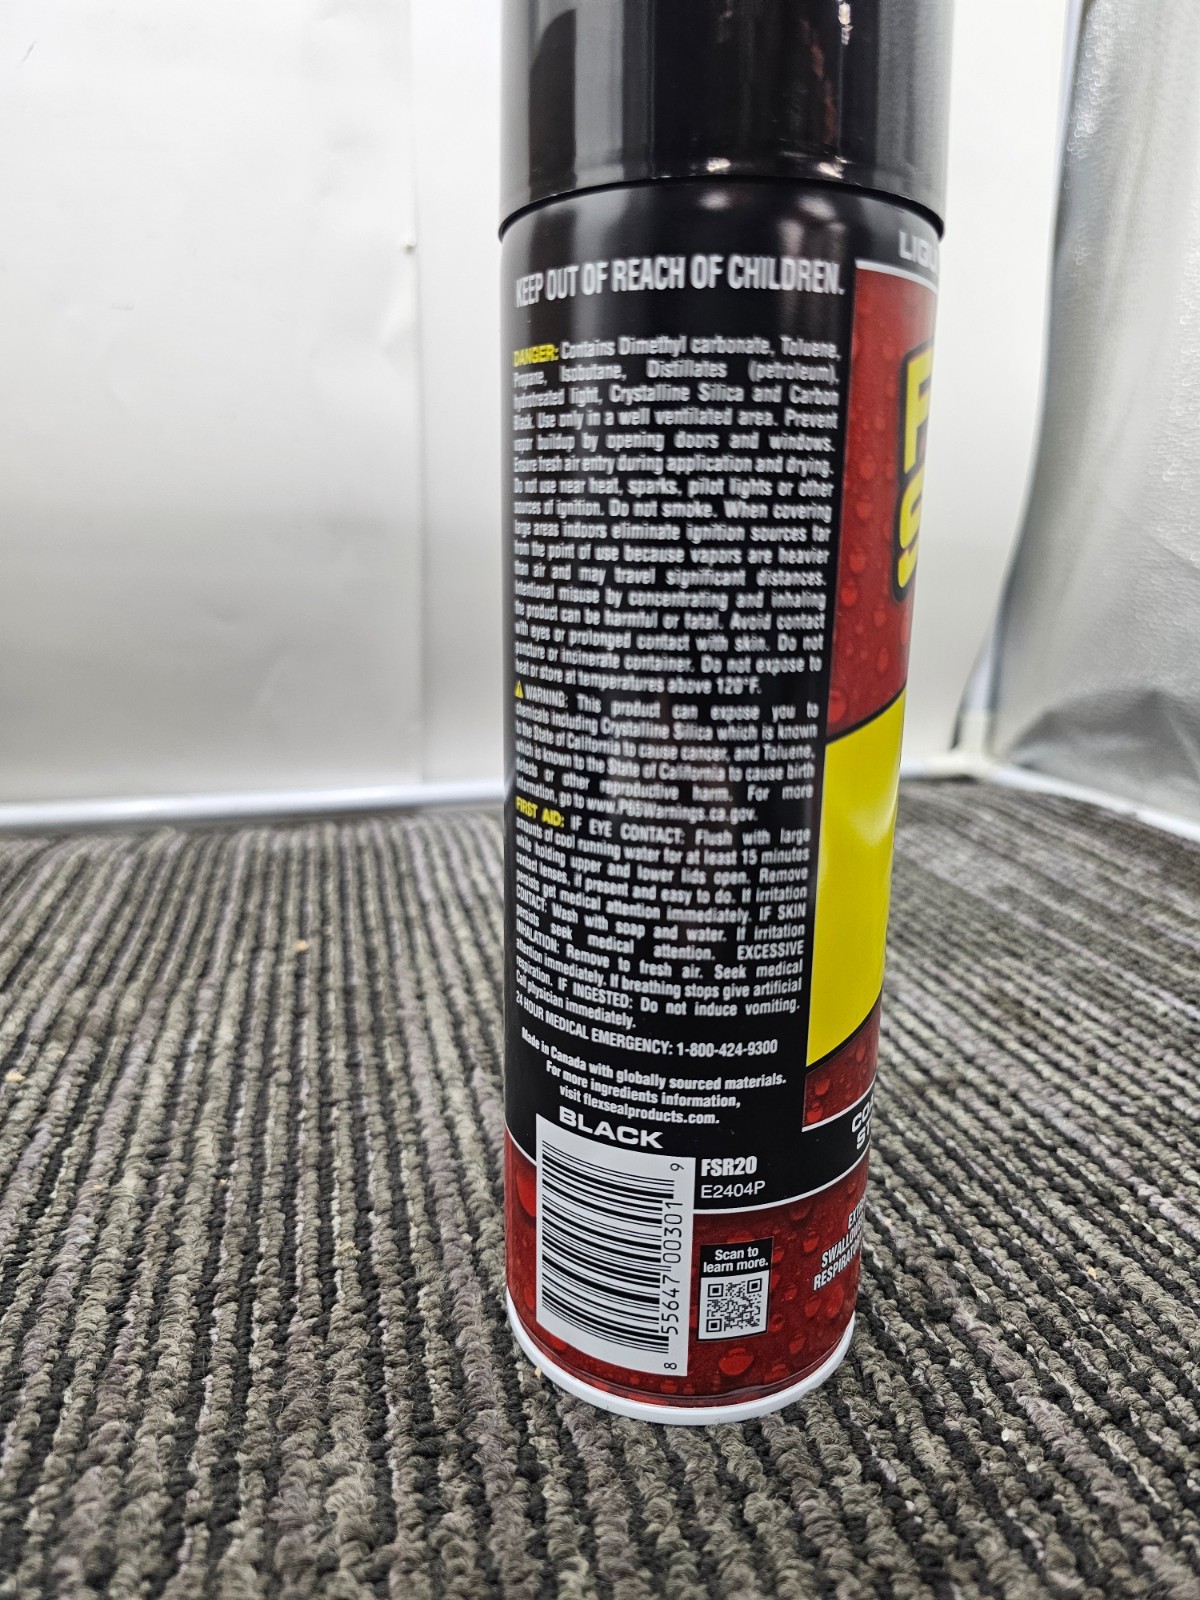 KEEP OUT OF REACH OF CHILDREN.
DANGER: Contains Dimethyl carbonate, Toluene,
Propane, Isobutane, Distillates (petroleum),
hydrotreated light, Crystalline Silica and Carbon
Black. Use only in a well ventilated area. Prevent
vapor buildup by opening doors and windows.
Ensure fresh air entry during application and drying.
Do not use near heat, sparks, pilot lights or other
sources of ignition. Do not smoke. When covering
large areas indoors eliminate ignition sources far
from the point of use because vapors are heavier
than air and may travel significant distances.
Intentional misuse by concentrating and inhaling
the product can be harmful or fatal. Avoid contact
with eyes or prolonged contact with skin. Do not
puncture or incinerate container. Do not expose to
heat or store at temperatures above 120°F.
WARNING: This product can expose you to
chemicals including Crystalline Silica which is known
to the State of California to cause cancer, and Toluene,
which is known to the State of California to cause birth
defects or other reproductive harm. For more
information, go to www.P65Warnings.ca.gov.
FIRST AID: IF EYE CONTACT: Flush with large
amounts of cool running water for at least 15 minutes
while holding upper and lower lids open. Remove
contact lenses, if present and easy to do. If irritation
persists get medical attention immediately. IF SKIN
CONTACT: Wash with soap and water. If irritation
persists seek medical attention. EXCESSIVE
INHALATION: Remove to fresh air. Seek medical
attention immediately. If breathing stops give artificial
respiration. IF INGESTED: Do not induce vomiting.
Call physician immediately.
24 HOUR MEDICAL EMERGENCY: 1-800-424-9300
Made in Canada with globally sourced materials.
For more ingredients information,
visit flexsealproducts.com.
BLACK
FSR20
E2404P
8 55647 00301 9
Scan to
learn more.
LIQU
F
S
CO
ST
EXT
SWALLOW
RESPIRAT